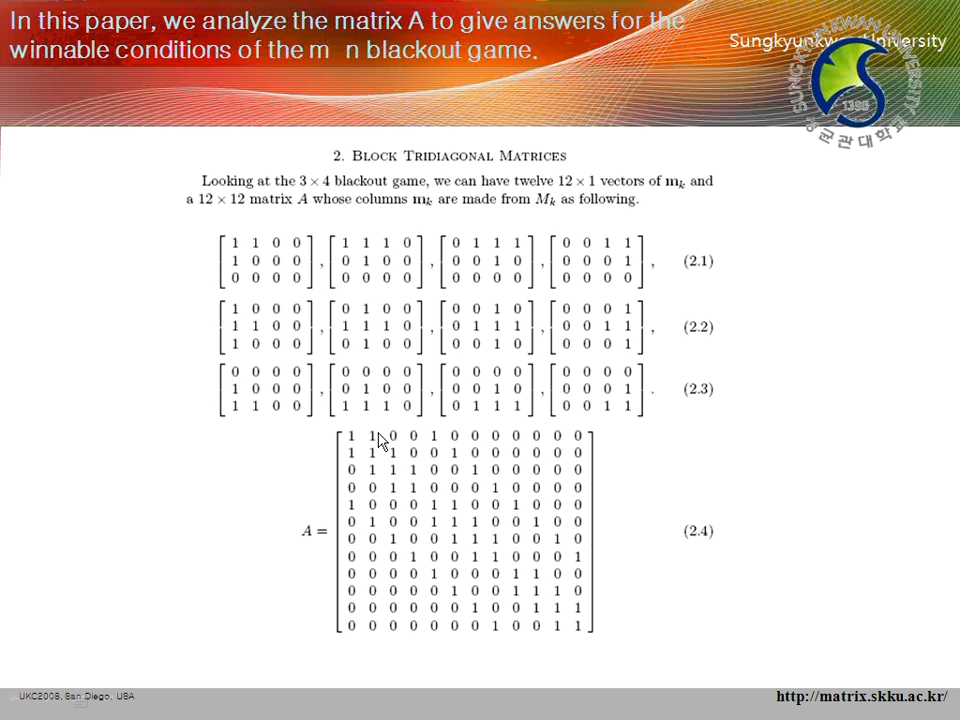 In this paper, we analyze the matrix A to give answers for the
winnable conditions of the m n blackout game.
Sungkyunkwan University
SUNGKYUNKWAN UNIVERSITY
1398
성균관대학교
2. BLOCK TRIDIAGONAL MATRICES
Looking at the 3 × 4 blackout game, we can have twelve 12 × 1 vectors of m_k and
a 12 × 12 matrix A whose columns m_k are made from M_k as following.
[1 1 0 0] [1 1 1 0] [0 1 1 1] [0 0 1 1]
[1 0 0 0], [0 1 0 0], [0 0 1 0], [0 0 0 1], (2.1)
[0 0 0 0] [0 0 0 0] [0 0 0 0] [0 0 0 0]
[1 0 0 0] [0 1 0 0] [0 0 1 0] [0 0 0 1]
[1 1 0 0], [1 1 1 0], [0 1 1 1], [0 0 1 1], (2.2)
[1 0 0 0] [0 1 0 0] [0 0 1 0] [0 0 0 1]
[0 0 0 0] [0 0 0 0] [0 0 0 0] [0 0 0 0]
[1 0 0 0], [0 1 0 0], [0 0 1 0], [0 0 0 1]. (2.3)
[1 1 0 0] [1 1 1 0] [0 1 1 1] [0 0 1 1]
1 1 0 0 1 0 0 0 0 0 0 0
1 1 1 0 0 1 0 0 0 0 0 0
0 1 1 1 0 0 1 0 0 0 0 0
0 0 1 1 0 0 0 1 0 0 0 0
1 0 0 0 1 1 0 0 1 0 0 0
0 1 0 0 1 1 1 0 0 1 0 0
A = 0 0 1 0 0 1 1 1 0 0 1 0 (2.4)
0 0 0 1 0 0 1 1 0 0 0 1
0 0 0 0 1 0 0 0 1 1 0 0
0 0 0 0 0 1 0 0 1 1 1 0
0 0 0 0 0 0 1 0 0 1 1 1
0 0 0 0 0 0 0 1 0 0 1 1
UKC2008, San Diego, USA
http://matrix.skku.ac.kr/